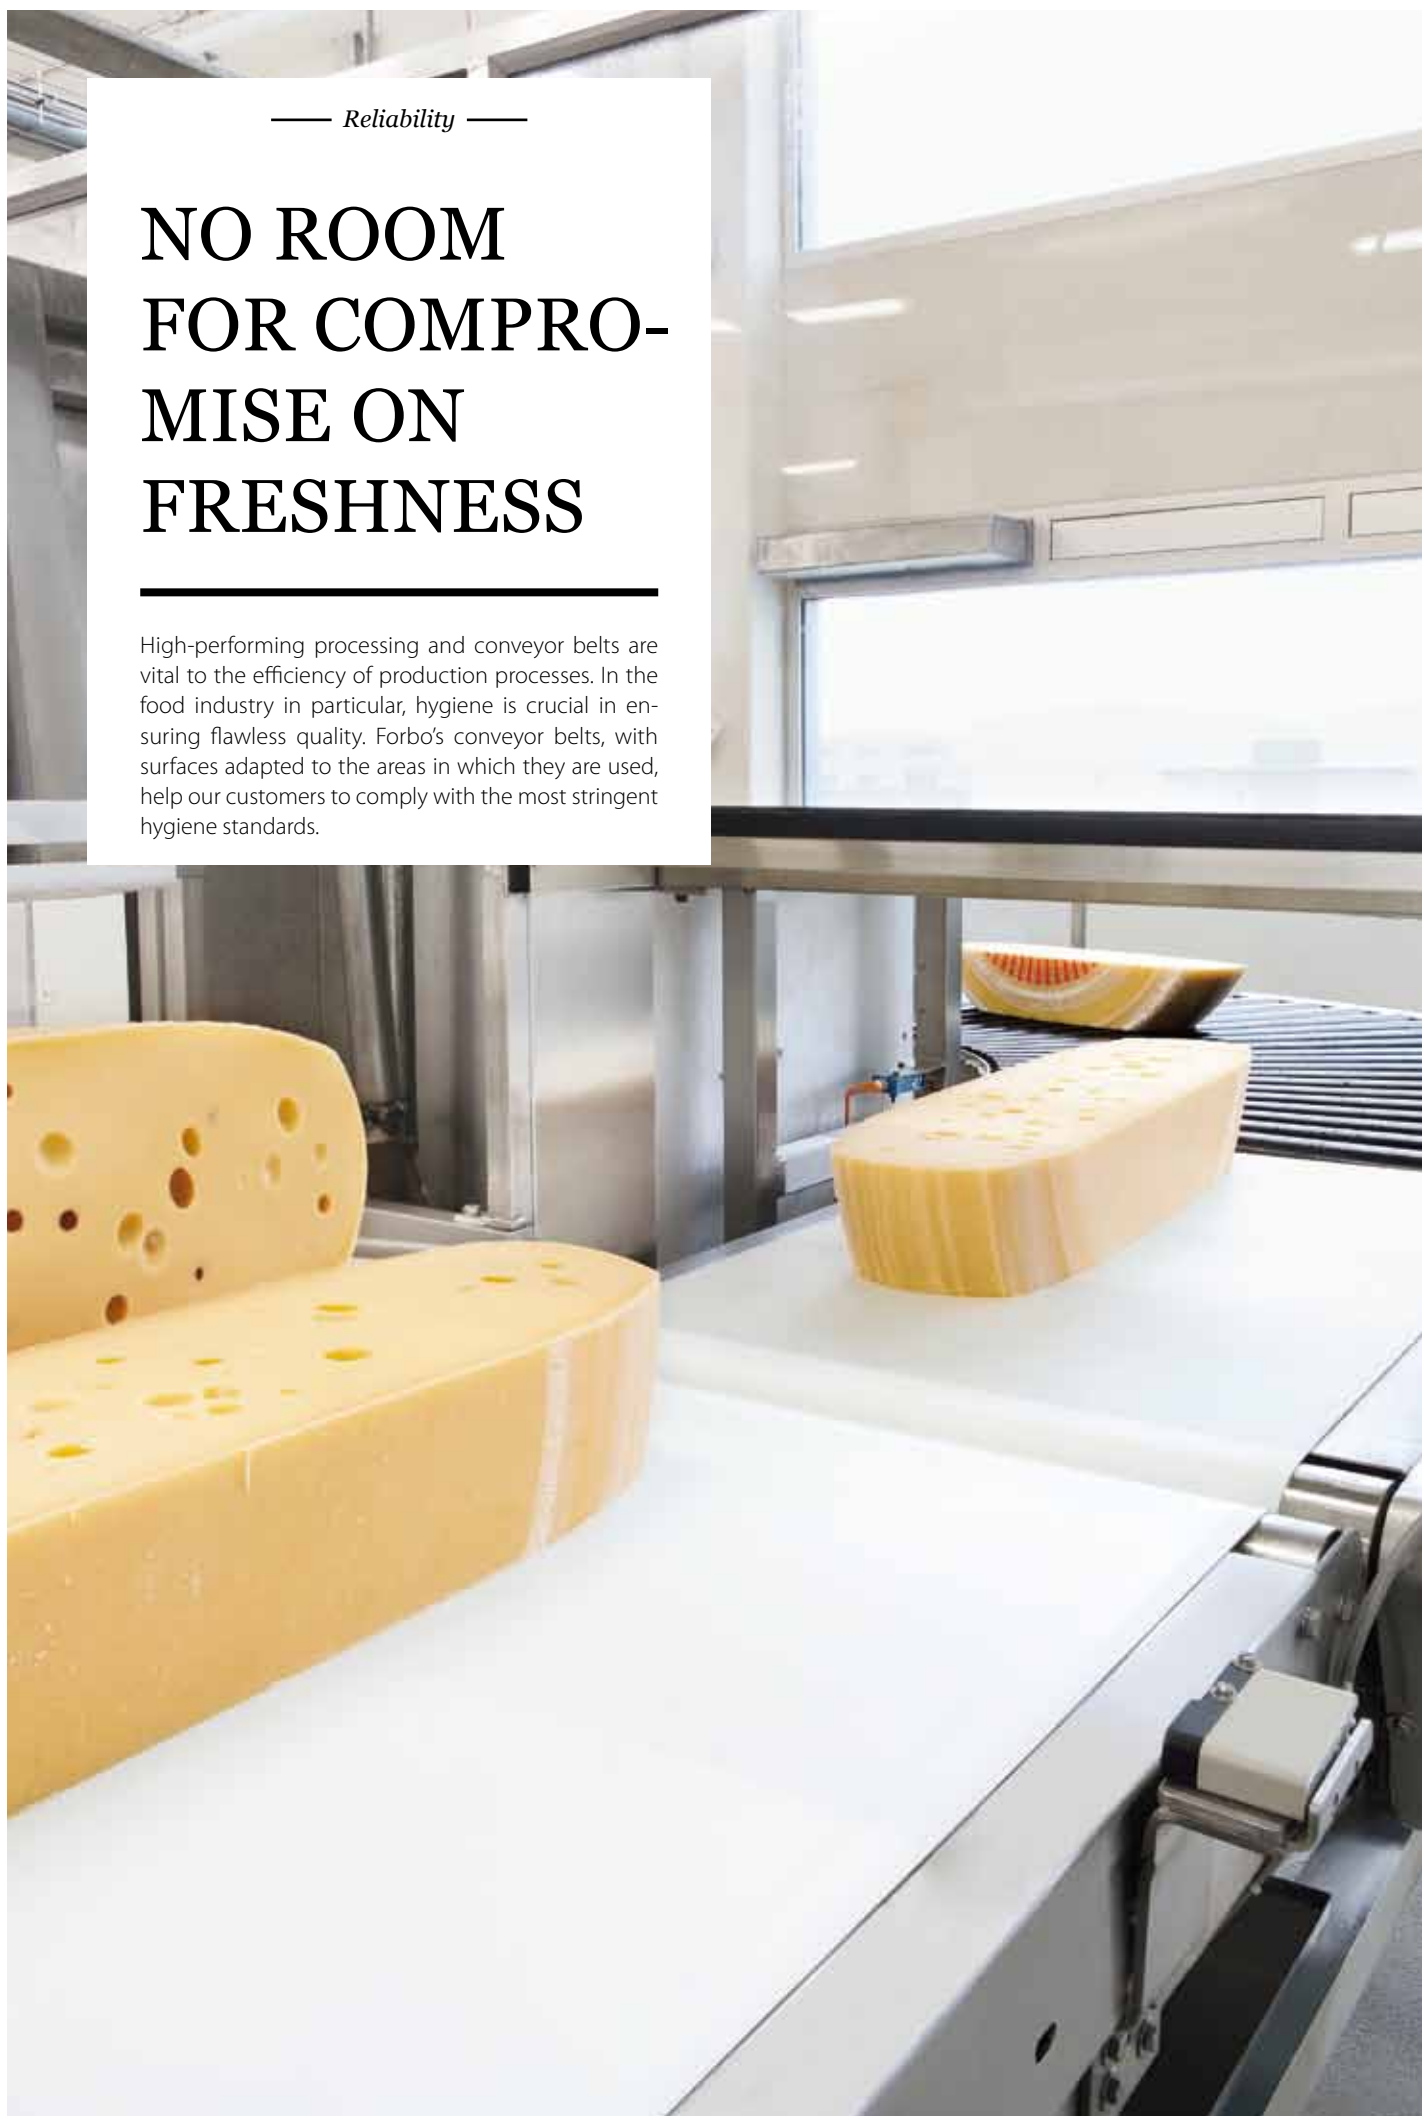 Reliability
NO ROOM
FOR COMPRO-
MISE ON
FRESHNESS
High-performing processing and conveyor belts are
vital to the efficiency of production processes. In the
food industry in particular, hygiene is crucial in en-
suring flawless quality. Forbo’s conveyor belts, with
surfaces adapted to the areas in which they are used,
help our customers to comply with the most stringent
hygiene standards.